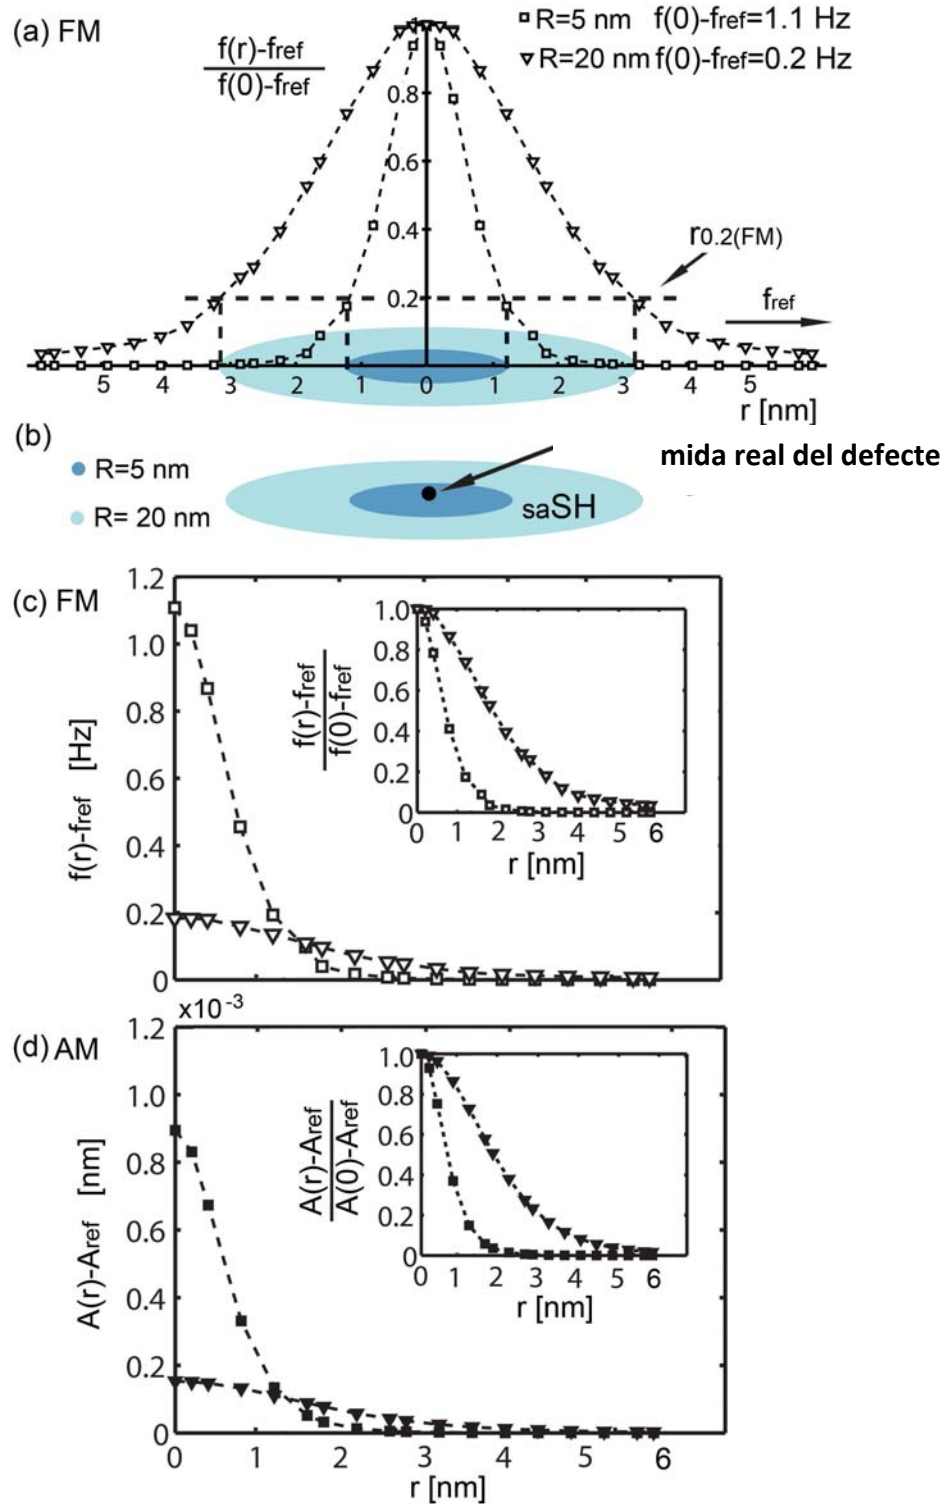 (a) FM
f(r)-fref
f(0)-fref
R=5 nm f(0)-fref=1.1 Hz
R=20 nm f(0)-fref=0.2 Hz
0.8
0.6
0.4
0.2
r0.2(FM)
fref
5 4 3 2 1 0 1 2 3 4 5
r [nm]
(b)
R=5 nm
R= 20 nm
mida real del defecte
saSH
(c) FM
1.2
1.0
0.8
0.6
0.4
0.2
0
f(r)-fref [Hz]
f(r)-fref
f(0)-fref
1.0
0.8
0.6
0.4
0.2
0
0 1 2 3 4 5 6
r [nm]
x10-3
(d) AM
1.2
1.0
0.8
0.6
0.4
0.2
0
A(r)-Aref [nm]
A(r)-Aref
A(0)-Aref
1.0
0.8
0.6
0.4
0.2
0
0 1 2 3 4 5 6
r [nm]
0 1 2 3 4 5 6
r [nm]